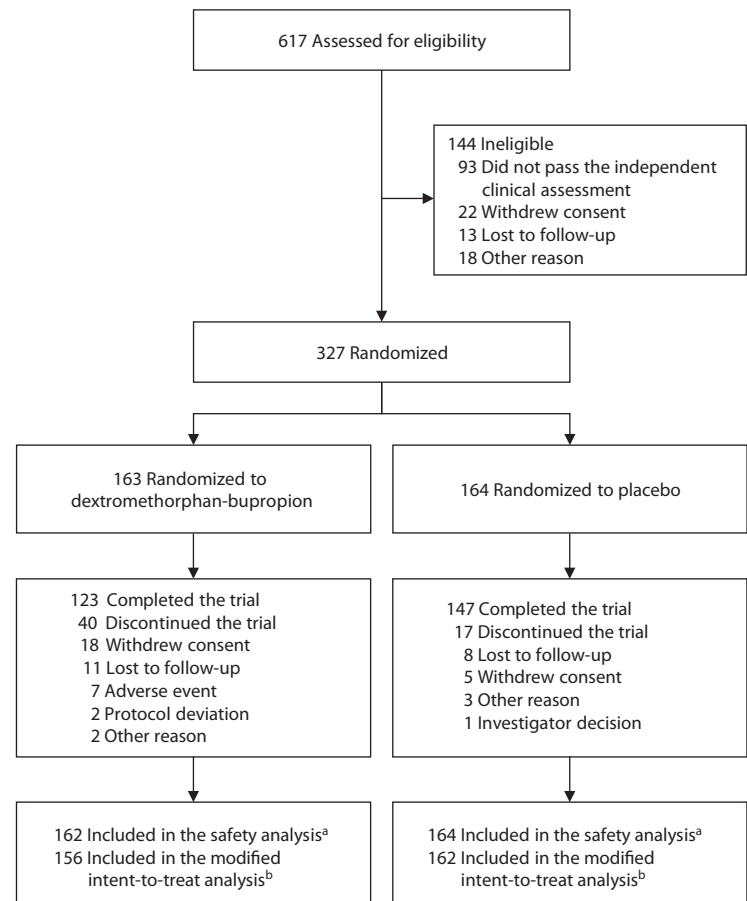 617 Assessed for eligibility
144 Ineligible
93 Did not pass the independent
clinical assessment
22 Withdrew consent
13 Lost to follow-up
18 Other reason
327 Randomized
163 Randomized to
dextromethorphan-bupropion
164 Randomized to placebo
123 Completed the trial
40 Discontinued the trial
18 Withdrew consent
11 Lost to follow-up
7 Adverse event
2 Protocol deviation
2 Other reason
147 Completed the trial
17 Discontinued the trial
8 Lost to follow-up
5 Withdrew consent
3 Other reason
1 Investigator decision
162 Included in the safety analysisᵃ
156 Included in the modified
intent-to-treat analysisᵇ
164 Included in the safety analysisᵃ
162 Included in the modified
intent-to-treat analysisᵇ